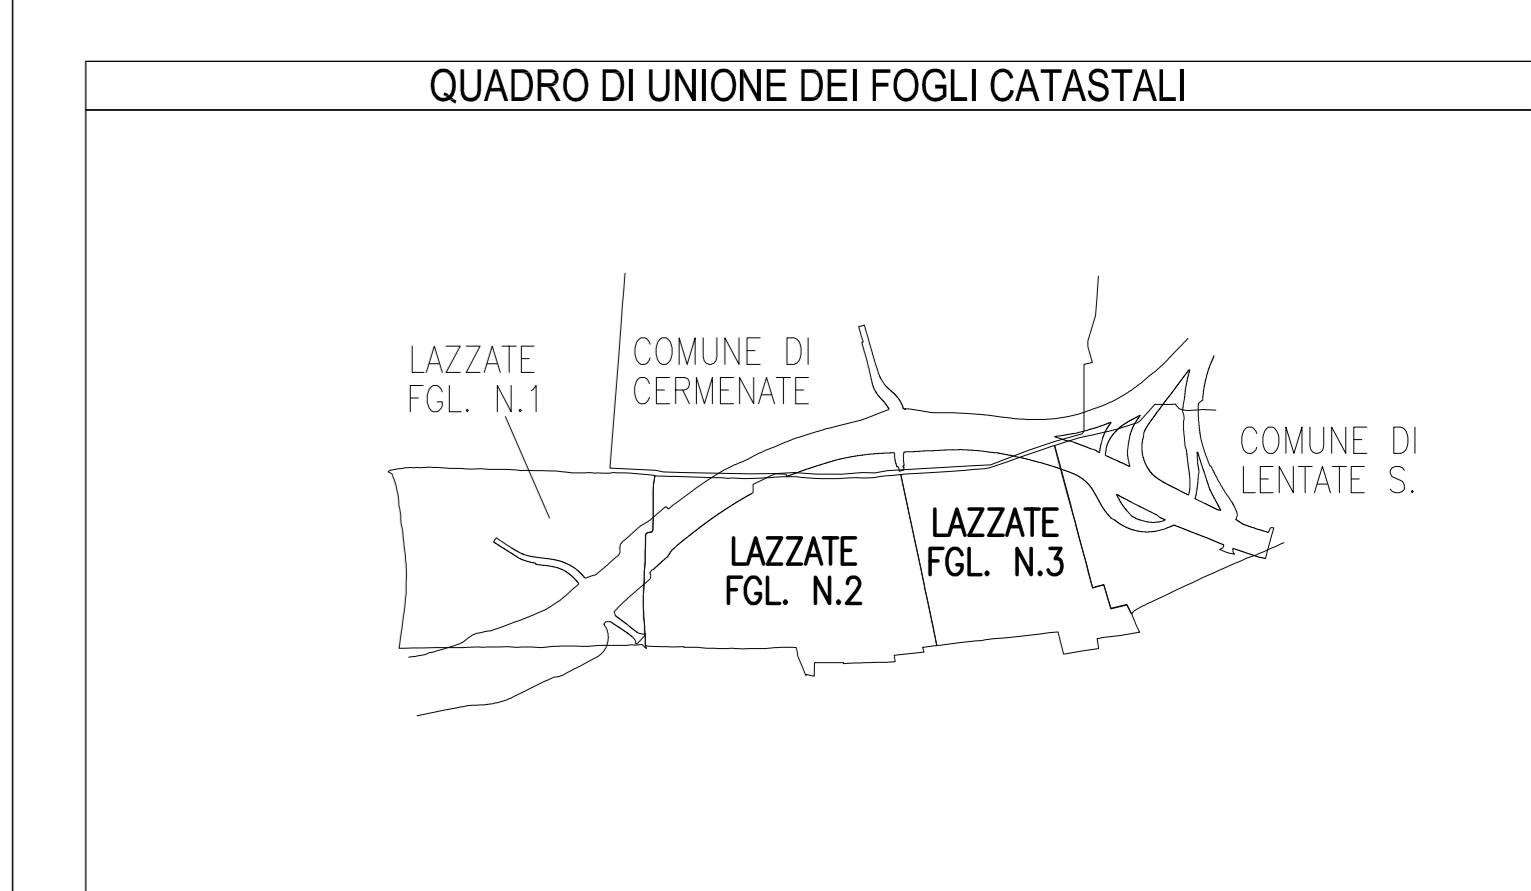 QUADRO DI UNIONE DEI FOGLI CATASTALI
LAZZATE
FGL. N.1
COMUNE DI
CERMENATE
COMUNE DI
LENTATE S.
LAZZATE
FGL. N.2
LAZZATE
FGL. N.3